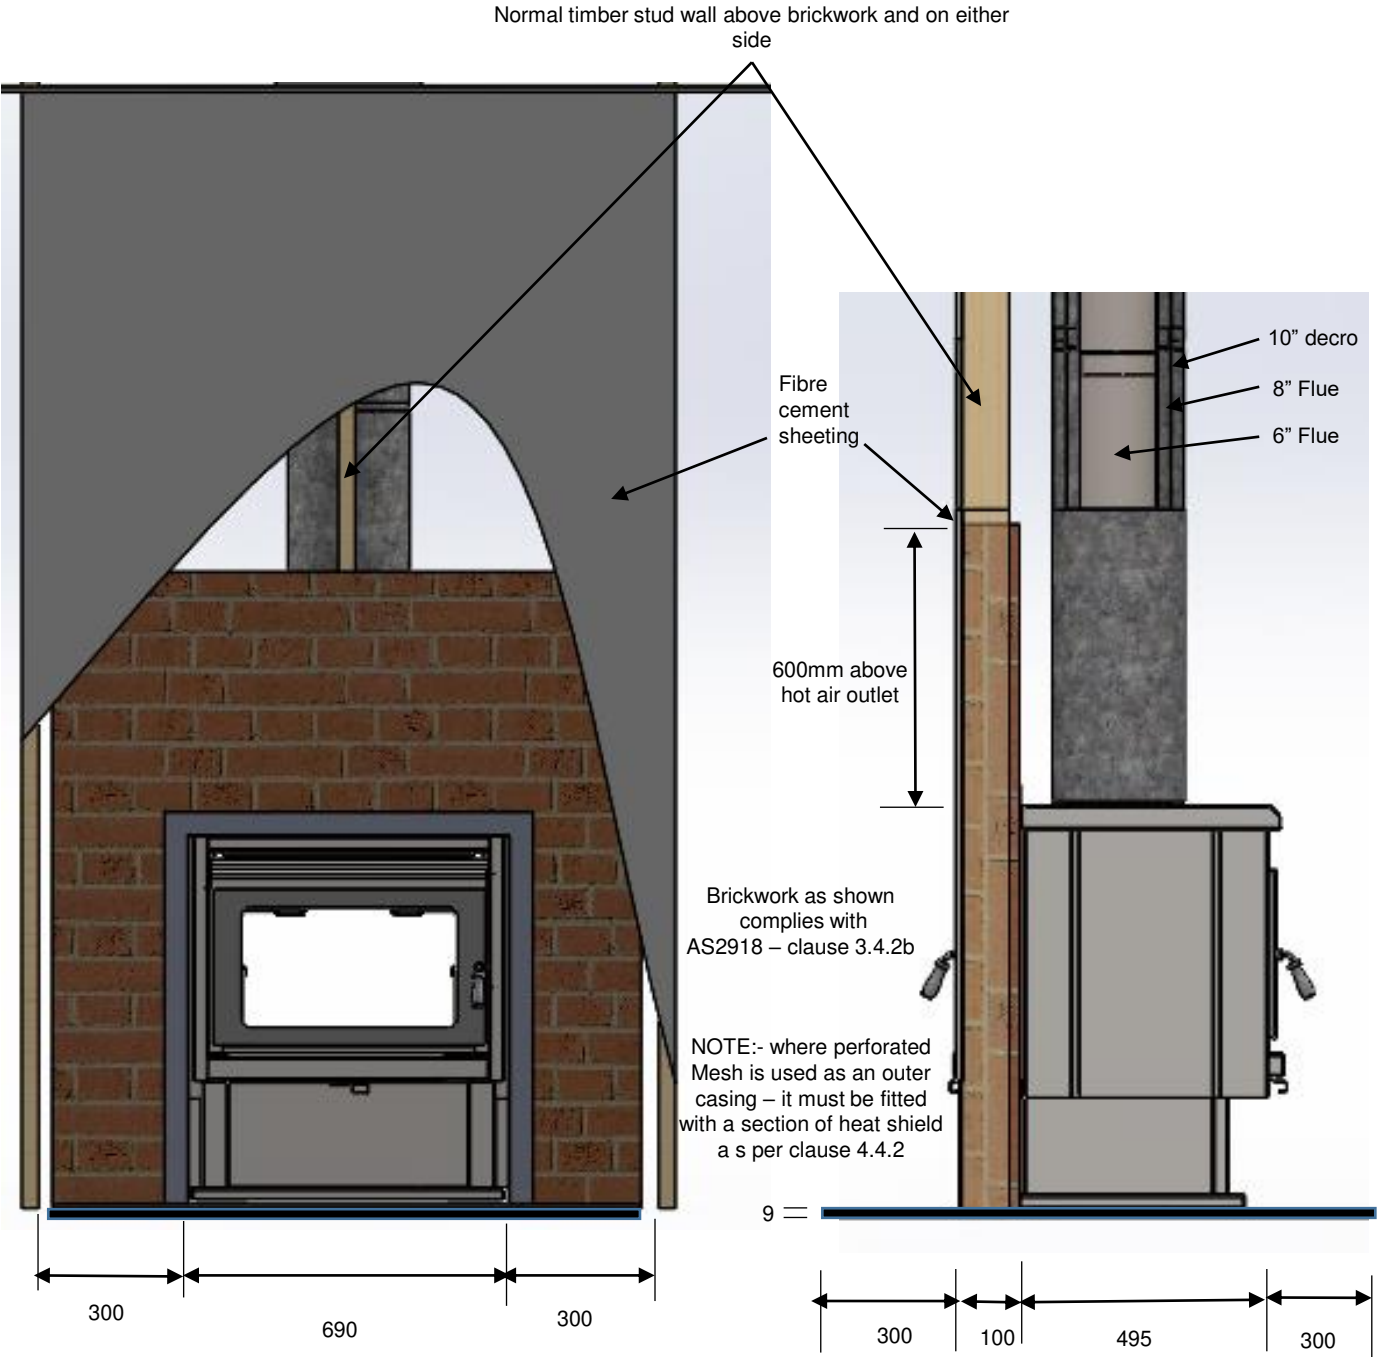 Normal timber stud wall above brickwork and on either
side
10” decro
8” Flue
6” Flue
Fibre
cement
sheeting
600mm above
hot air outlet
Brickwork as shown
complies with
AS2918 – clause 3.4.2b
NOTE:- where perforated
Mesh is used as an outer
casing – it must be fitted
with a section of heat shield
a s per clause 4.4.2
9
300
690
300
300
100
495
300